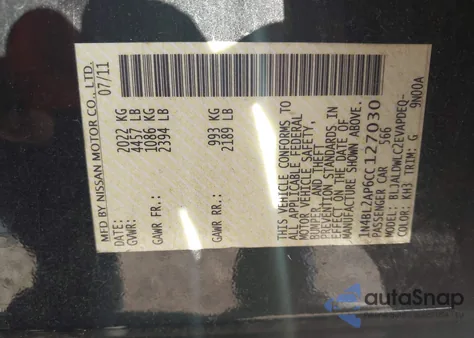 MFD BY NISSAN MOTOR CO., LTD.
DATE: 07/11
GVWR: 2022 KG
4457 LB
GAWR FR: 1086 KG
2394 LB
GAWR RR: 993 KG
2189 LB
THIS VEHICLE CONFORMS TO
ALL APPLICABLE FEDERAL
MOTOR VEHICLE SAFETY,
BUMPER, AND THEFT
PREVENTION STANDARDS IN
EFFECT ON THE DATE OF
MANUFACTURE SHOWN ABOVE.
1N4BL2AP6CC127030
PASSENGER CAR 566
MODEL: BLJALDWLC2EVAPDEQ-
COLOR: KH3 TRIM: G 9N00A
autoSnap